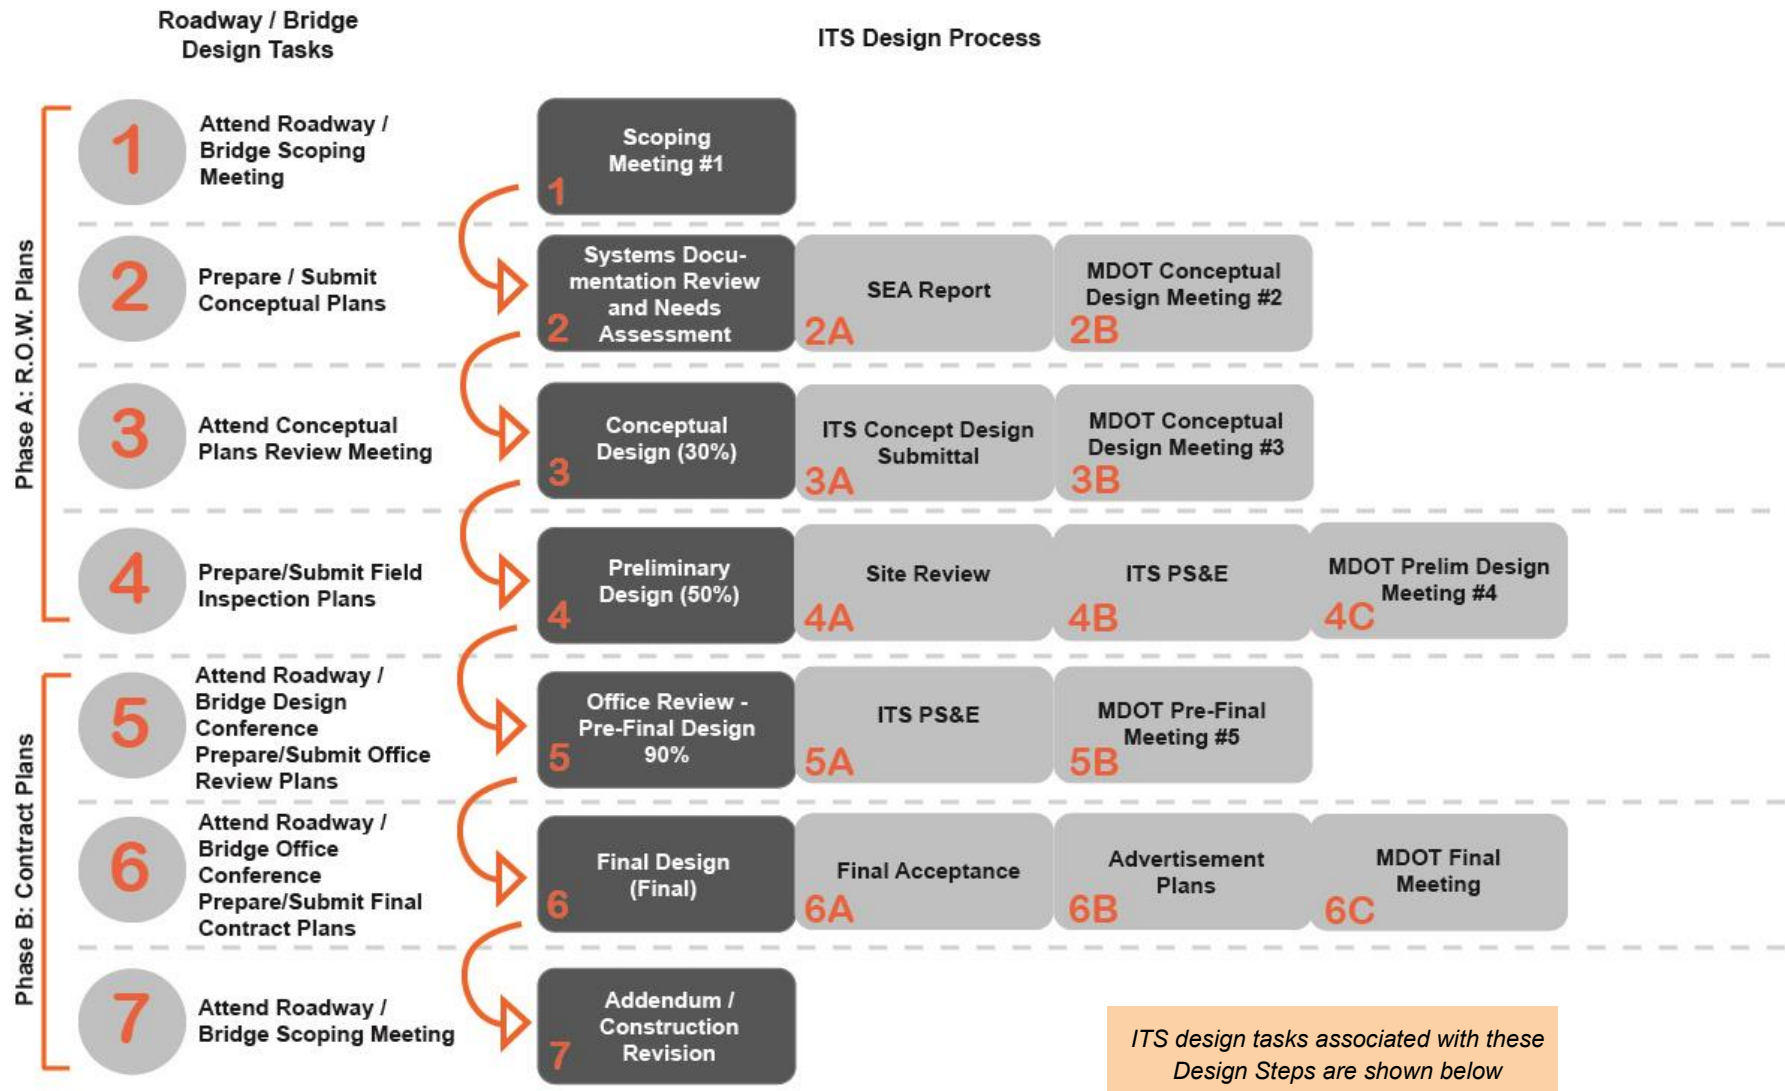 Roadway / Bridge
Design Tasks
ITS Design Process
Phase A: R.O.W. Plans
1
Attend Roadway /
Bridge Scoping
Meeting
Scoping
Meeting #1
1
2
Prepare / Submit
Conceptual Plans
Systems Docu-
mentation Review
and Needs
Assessment
2
SEA Report
2A
MDOT Conceptual
Design Meeting #2
2B
3
Attend Conceptual
Plans Review Meeting
Conceptual
Design (30%)
3
ITS Concept Design
Submittal
3A
MDOT Conceptual
Design Meeting #3
3B
4
Prepare/Submit Field
Inspection Plans
Preliminary
Design (50%)
4
Site Review
4A
ITS PS&E
4B
MDOT Prelim Design
Meeting #4
4C
Phase B: Contract Plans
5
Attend Roadway /
Bridge Design
Conference
Prepare/Submit Office
Review Plans
Office Review -
Pre-Final Design
90%
5
ITS PS&E
5A
MDOT Pre-Final
Meeting #5
5B
6
Attend Roadway /
Bridge Office
Conference
Prepare/Submit Final
Contract Plans
Final Design
(Final)
6
Final Acceptance
6A
Advertisement
Plans
6B
MDOT Final
Meeting
6C
7
Attend Roadway /
Bridge Scoping Meeting
Addendum /
Construction
Revision
7
ITS design tasks associated with these
Design Steps are shown below